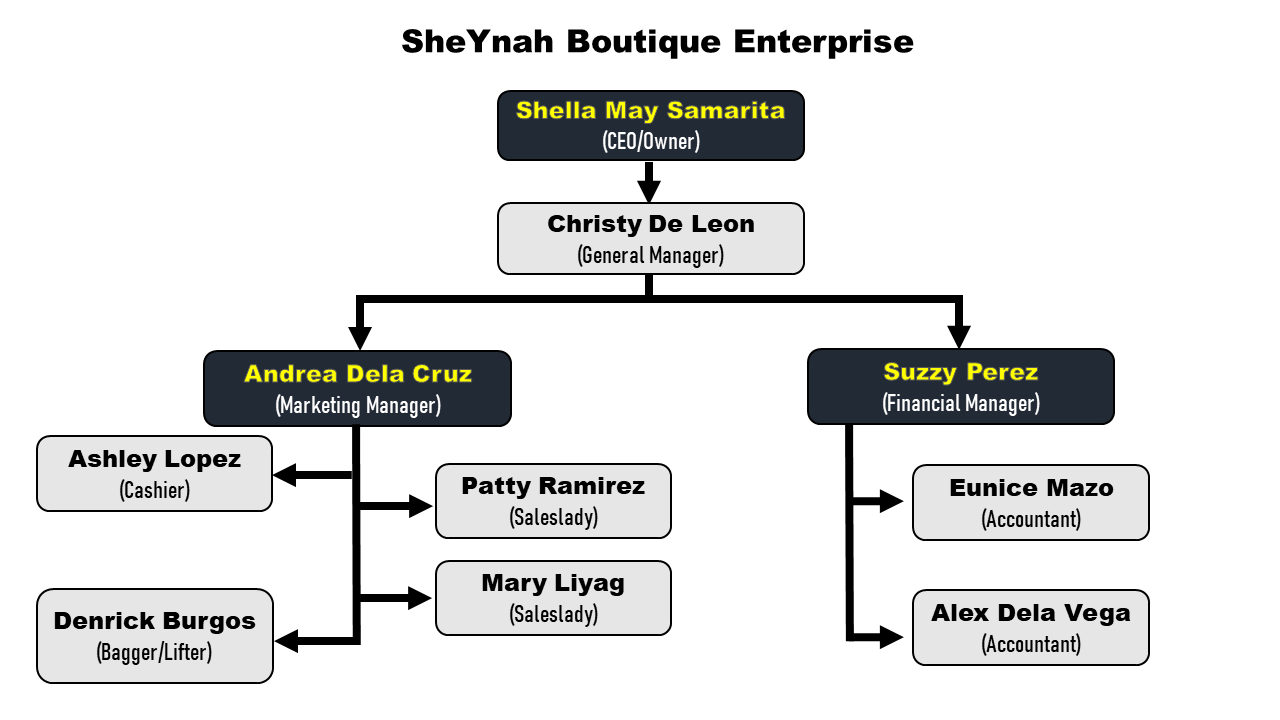 SheYnah Boutique Enterprise
Shella May Samarita
(CEO/Owner)
Christy De Leon
(General Manager)
Andrea Dela Cruz
(Marketing Manager)
Suzzy Perez
(Financial Manager)
Ashley Lopez
(Cashier)
Patty Ramirez
(Saleslady)
Mary Liyag
(Saleslady)
Denrick Burgos
(Bagger/Lifter)
Eunice Mazo
(Accountant)
Alex Dela Vega
(Accountant)